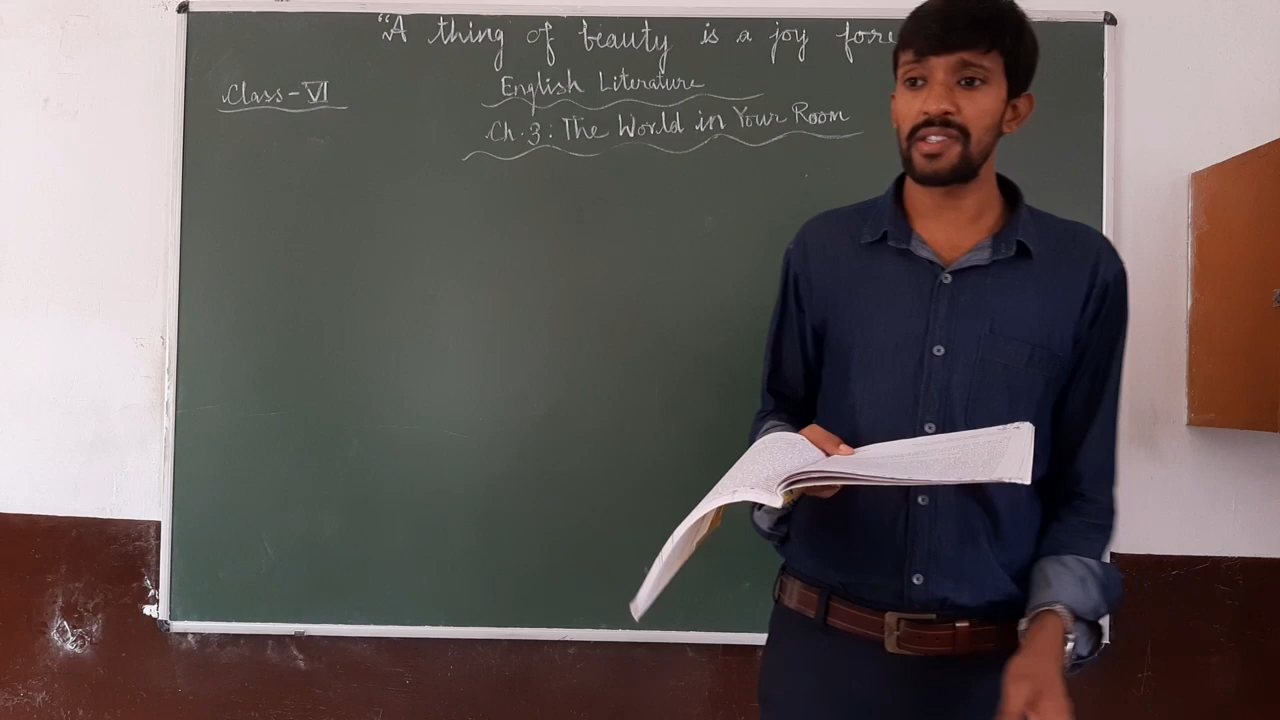 "A thing of beauty is a joy fore
English Literature
Class - VI
Ch. 3: The World in Your Room